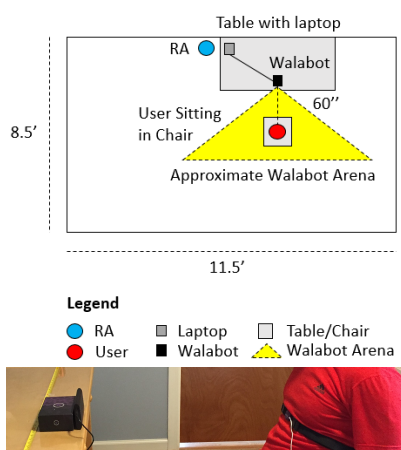 Table with laptop
RA
Walabot
60’’
User Sitting
in Chair
8.5’
Approximate Walabot Arena
11.5’
Legend
RA
Laptop
Table/Chair
User
Walabot
Walabot Arena